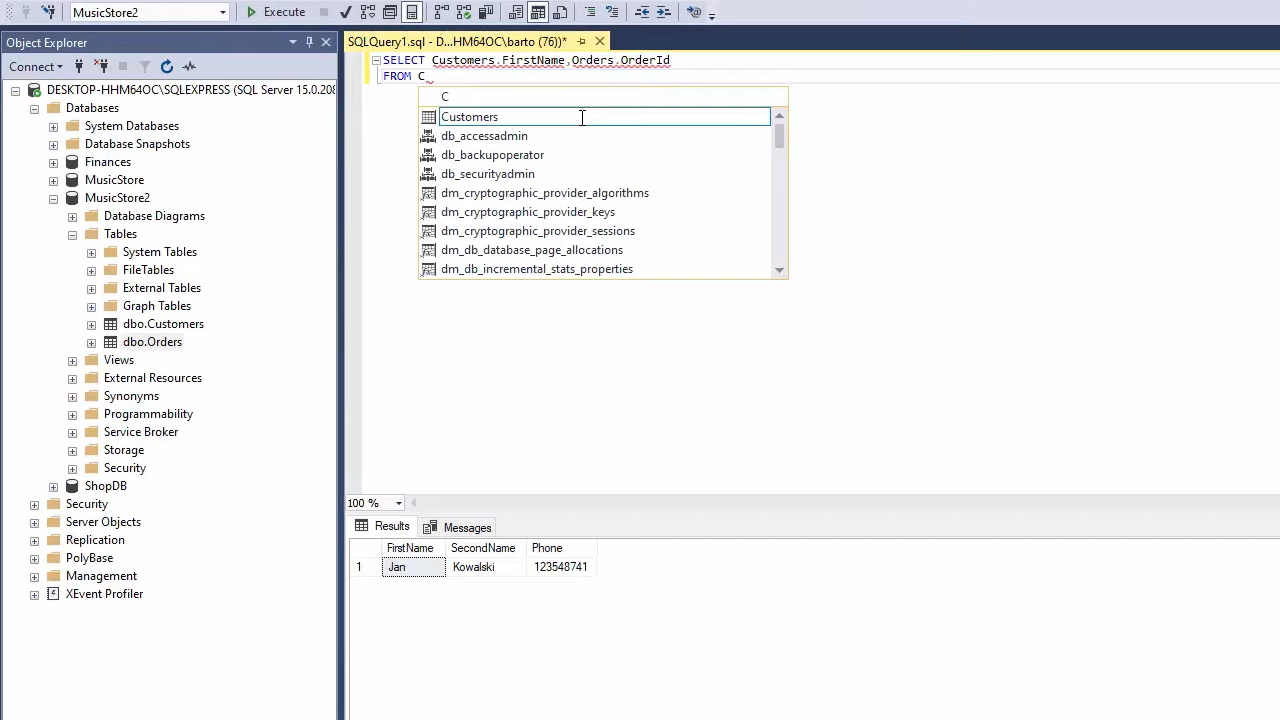 MusicStore2
Execute
Object Explorer
Connect
DESKTOP-HHM64OC\SQLEXPRESS (SQL Server 15.0.208
Databases
System Databases
Database Snapshots
Finances
MusicStore
MusicStore2
Database Diagrams
Tables
System Tables
FileTables
External Tables
Graph Tables
dbo.Customers
dbo.Orders
Views
External Resources
Synonyms
Programmability
Service Broker
Storage
Security
ShopDB
Security
Server Objects
Replication
PolyBase
Management
XEvent Profiler
SQLQuery1.sql - D...HM64OC\barto (76))*
SELECT Customers.FirstName,Orders.OrderId
FROM C
C
Customers
db_accessadmin
db_backupoperator
db_securityadmin
dm_cryptographic_provider_algorithms
dm_cryptographic_provider_keys
dm_cryptographic_provider_sessions
dm_db_database_page_allocations
dm_db_incremental_stats_properties
100 %
Results Messages
FirstName SecondName Phone
1 Jan Kowalski 123548741